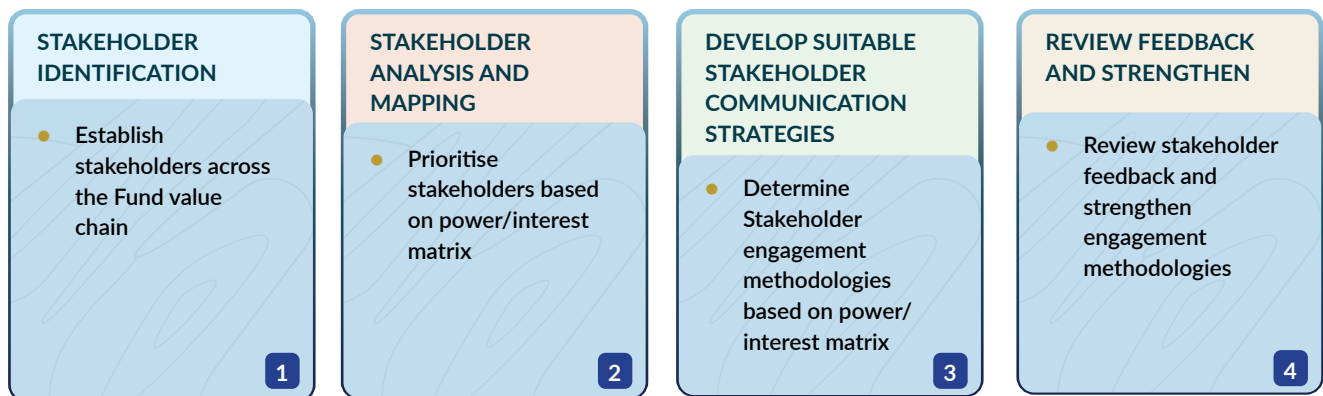 STAKEHOLDER
IDENTIFICATION
• Establish
stakeholders across
the Fund value
chain
1
STAKEHOLDER
ANALYSIS AND
MAPPING
• Prioritise
stakeholders based
on power/interest
matrix
2
DEVELOP SUITABLE
STAKEHOLDER
COMMUNICATION
STRATEGIES
• Determine
Stakeholder
engagement
methodologies
based on power/
interest matrix
3
REVIEW FEEDBACK
AND STRENGTHEN
• Review stakeholder
feedback and
strengthen
engagement
methodologies
4